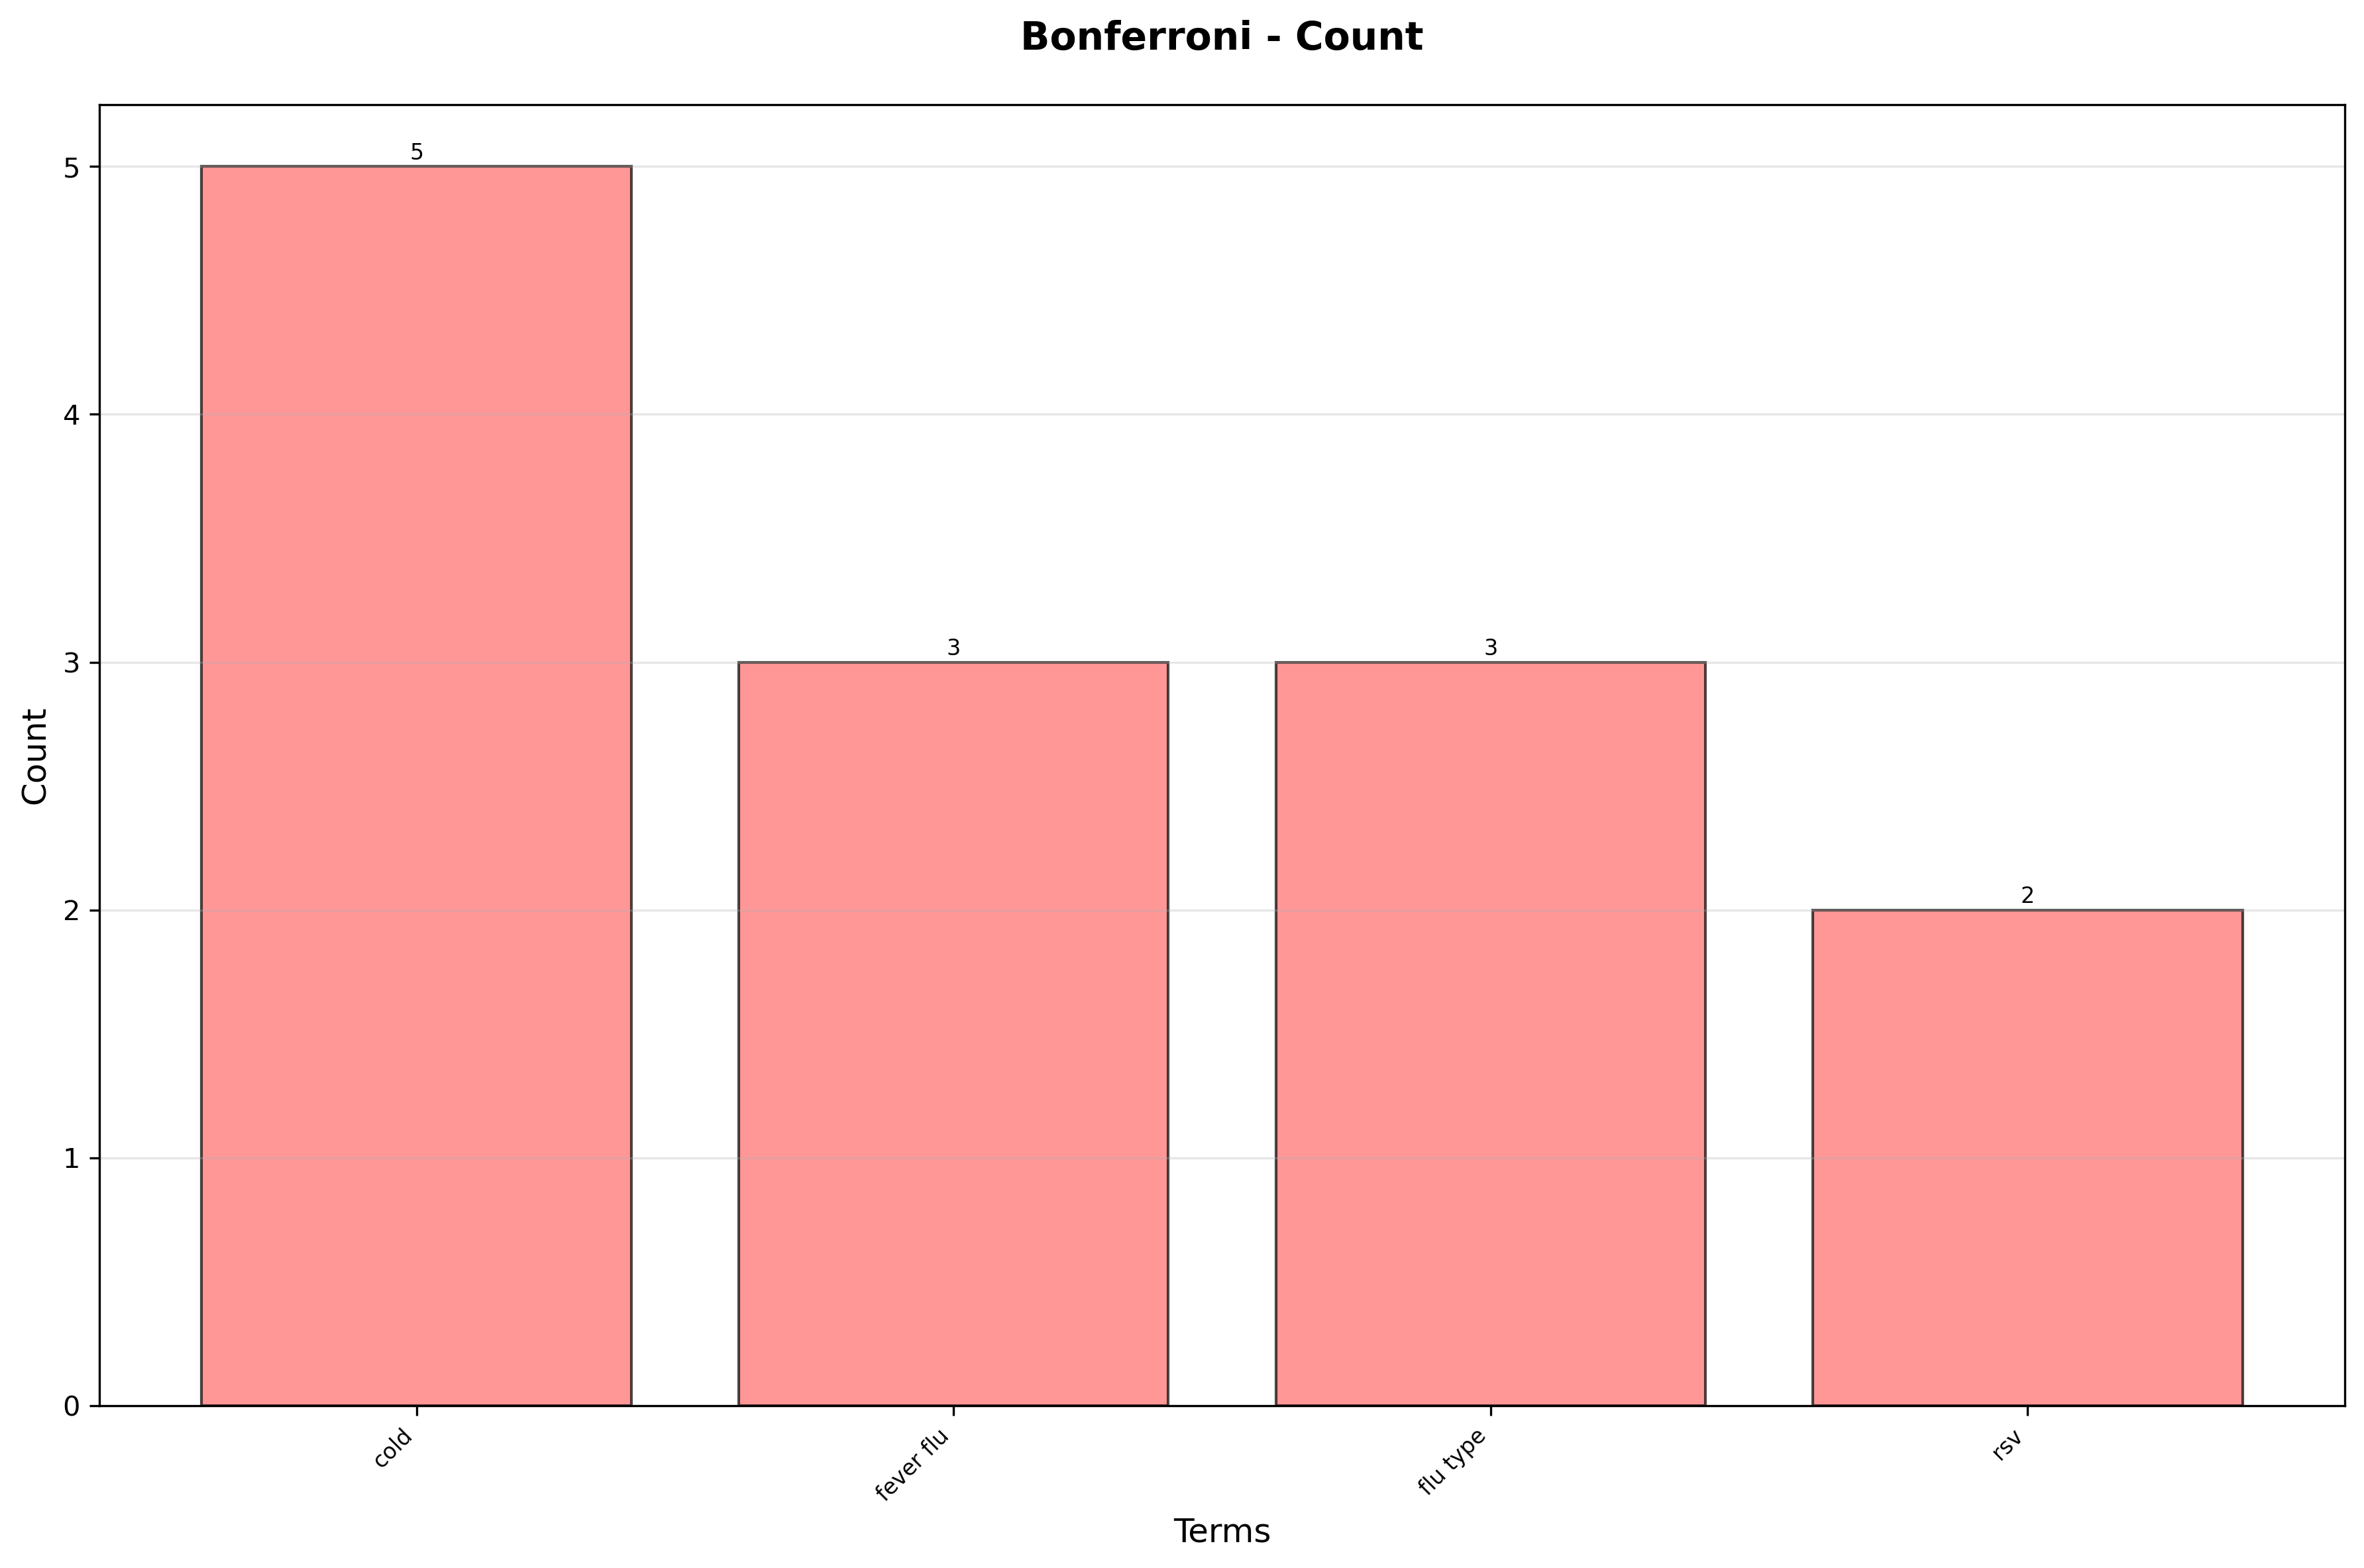 Bonferroni - Count
5
3
3
2
5
4
3
2
1
0
Count
cold
fever flu
flu type
rsv
Terms